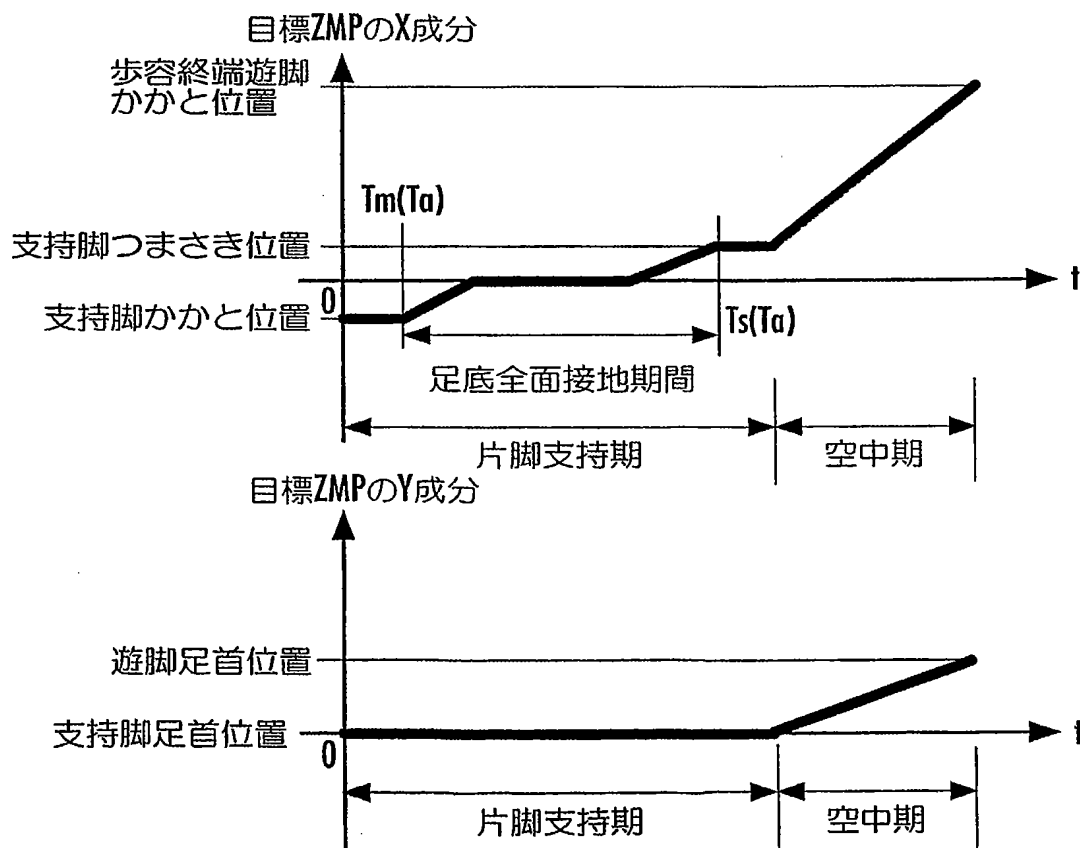 目標ZMPのX成分
歩容終端遊脚
かかと位置
Tm(Ta)
支持脚つまさき位置
t
0
支持脚かかと位置
Ts(Ta)
足底全面接地期間
片脚支持期
空中期
目標ZMPのY成分
遊脚足首位置
支持脚足首位置
0
t
片脚支持期
空中期